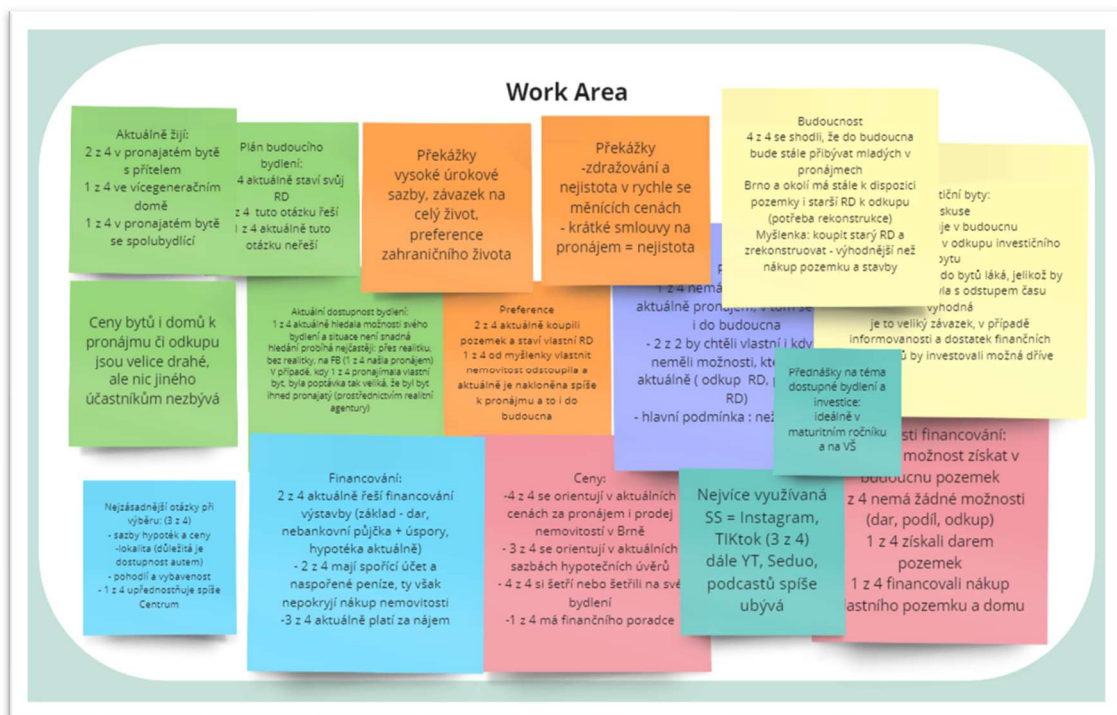 Work Area
Aktuálně žijí:
2 z 4 v pronajatém bytě
s přítelem
1 z 4 ve vícegeneračním
domě
1 z 4 v pronajatém bytě
se spolubydlící
Plán budoucího
bydlení:
4 aktuálně staví svůj
RD
z 4 tuto otázku řeší
1 z 4 aktuálně tuto
otázku neřeší
Překážky
vysoké úrokové
sazby, závazek na
celý život,
preference
zahraničního života
Překážky
-zdražování a
nejistota v rychle se
měnících cenách
- krátké smlouvy na
pronájem = nejistota
Budoucnost
4 z 4 se shodli, že do budoucna
bude stále přibývat mladých v
pronájmech
Brno a okolí má stále k dispozici
pozemky i starší RD k odkupu
(potřeba rekonstrukce)
Myšlenka: koupit starý RD a
zrekonstruovat - výhodnější než
nákup pozemku a stavby
tiční byty:
skuse
je v budoucnu
v odkupu investičního
bytu
do bytů láká, jelikož by
yla s odstupem času
výhodná
je to veliký závazek, v případě
informovanosti a dostatek finančních
ů by investovali možná dříve
Ceny bytů i domů k
pronájmu či odkupu
jsou velice drahé,
ale nic jiného
účastníkům nezbývá
Aktuální dostupnost bydlení:
1 z 4 aktuálně hledala možnosti svého
bydlení a situace není snadná
hledání probíhá nejčastěji: přes realitku,
bez realitky, na FB (1 z 4 našla pronájem)
V případě, kdy 1 z 4 pronajímala vlastní
byt, byla poptávka tak veliká, že byl byt
ihned pronajatý (prostřednictvím realitní
agentury)
Preference
2 z 4 aktuálně koupili
pozemek a staví vlastní RD
1 z 4 od myšlenky vlastnit
nemovitost odstoupila a
aktuálně je nakloněna spíše
k pronájmu a to i do
budoucna
1 z 4 nemá
aktuálně pronájem, v tom se
i do budoucna
- 2 z 2 by chtěli vlastní i kdy
neměli možnosti, kte
aktuálně ( odkup RD, p
RD)
- hlavní podmínka : než
Přednášky na téma
dostupné bydlení a
investice:
ideálně v
maturitním ročníku
a na VŠ
Nejzásadnější otázky při
výběru: (3 z 4)
- sazby hypoték a ceny
-lokalita (důležitá je
dostupnost autem)
- pohodlí a vybavenost
- 1 z 4 upřednostňuje spíše
Centrum
Financování:
2 z 4 aktuálně řeší financování
výstavby (základ - dar,
nebankovní půjčka + úspory,
hypotéka aktuálně)
- 2 z 4 mají spořící účet a
naspořené peníze, ty však
nepokryjí nákup nemovitosti
-3 z 4 aktuálně platí za nájem
Ceny:
-4 z 4 se orientují v aktuálních
cenách za pronájem i prodej
nemovitostí v Brně
- 3 z 4 se orientují v aktuálních
sazbách hypotečních úvěrů
- 4 z 4 si šetří nebo šetřili na své
bydlení
-1 z 4 má finančního poradce
Nejvíce využívaná
SS = Instagram,
TIKtok (3 z 4)
dále YT, Seduo,
podcastů spíše
ubývá
sti financování:
možnost získat v
budoucnu pozemek
z 4 nemá žádné možnosti
(dar, podíl, odkup)
1 z 4 získali darem
pozemek
1 z 4 financovali nákup
vlastního pozemku a domu